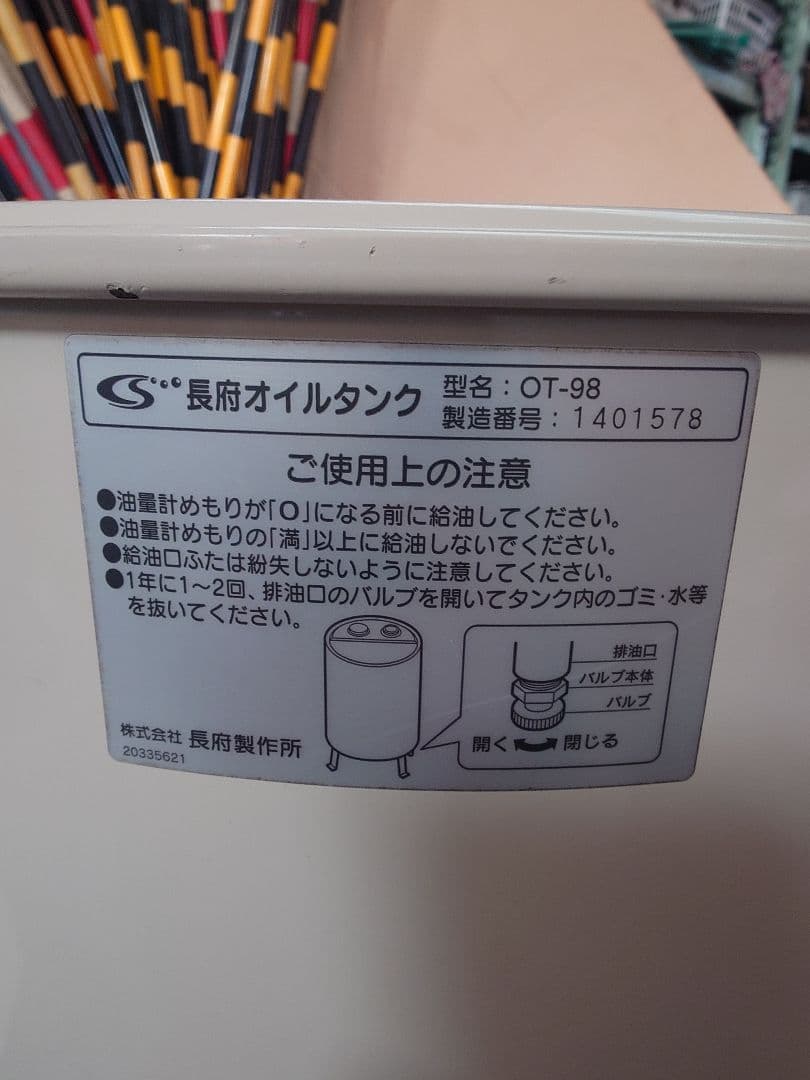 長府オイルタンク
型名：OT-98
製造番号：1401578
ご使用上の注意
●油量計めもりが｢０｣になる前に給油してください。
●油量計めもりの｢満｣以上に給油しないでください。
●給油口ふたは紛失しないように注意してください。
●1年に1～2回、排油口のバルブを開いてタンク内のゴミ･水等
を抜いてください。
排油口
バルブ本体
バルブ
開く 閉じる
株式会社 長府製作所
20335621